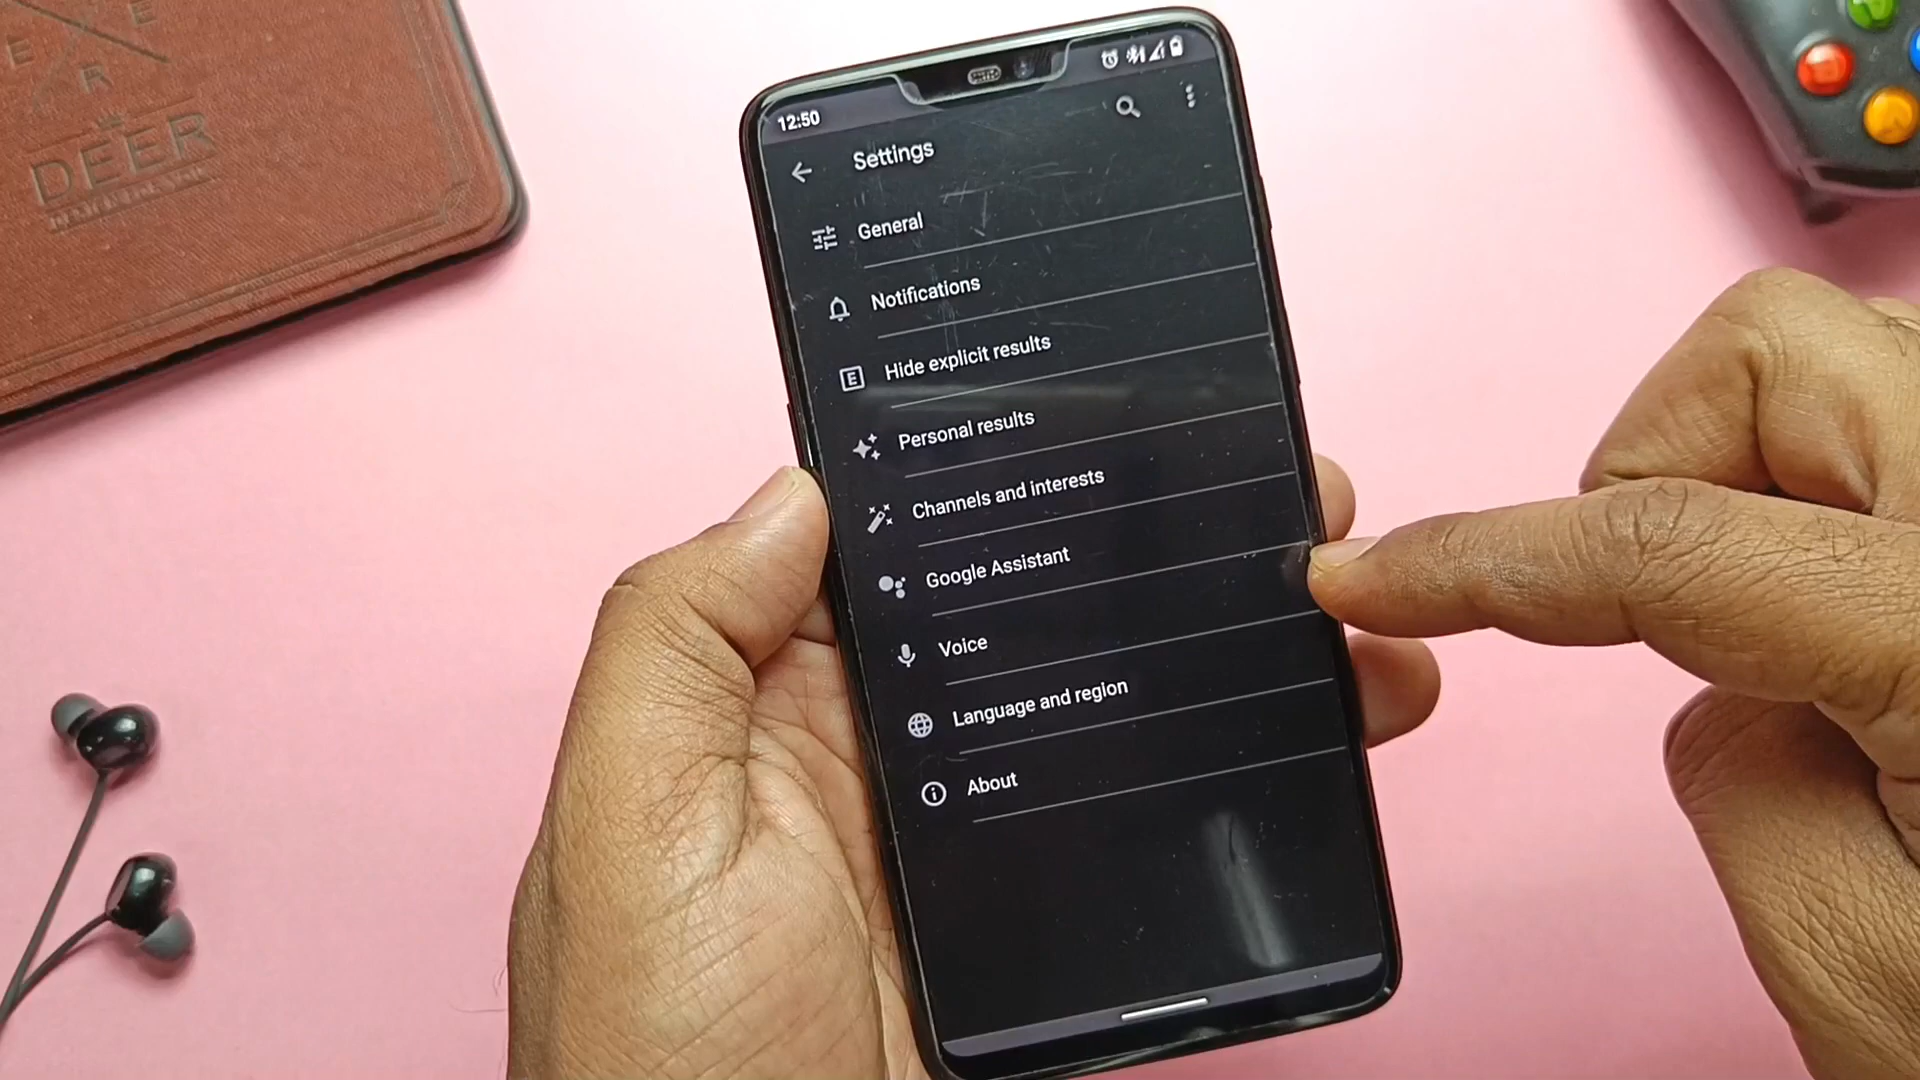 E E
R
DEER
12:50
Settings
General
Notifications
E
Hide explicit results
Personal results
Channels and interests
Google Assistant
Voice
Language and region
About